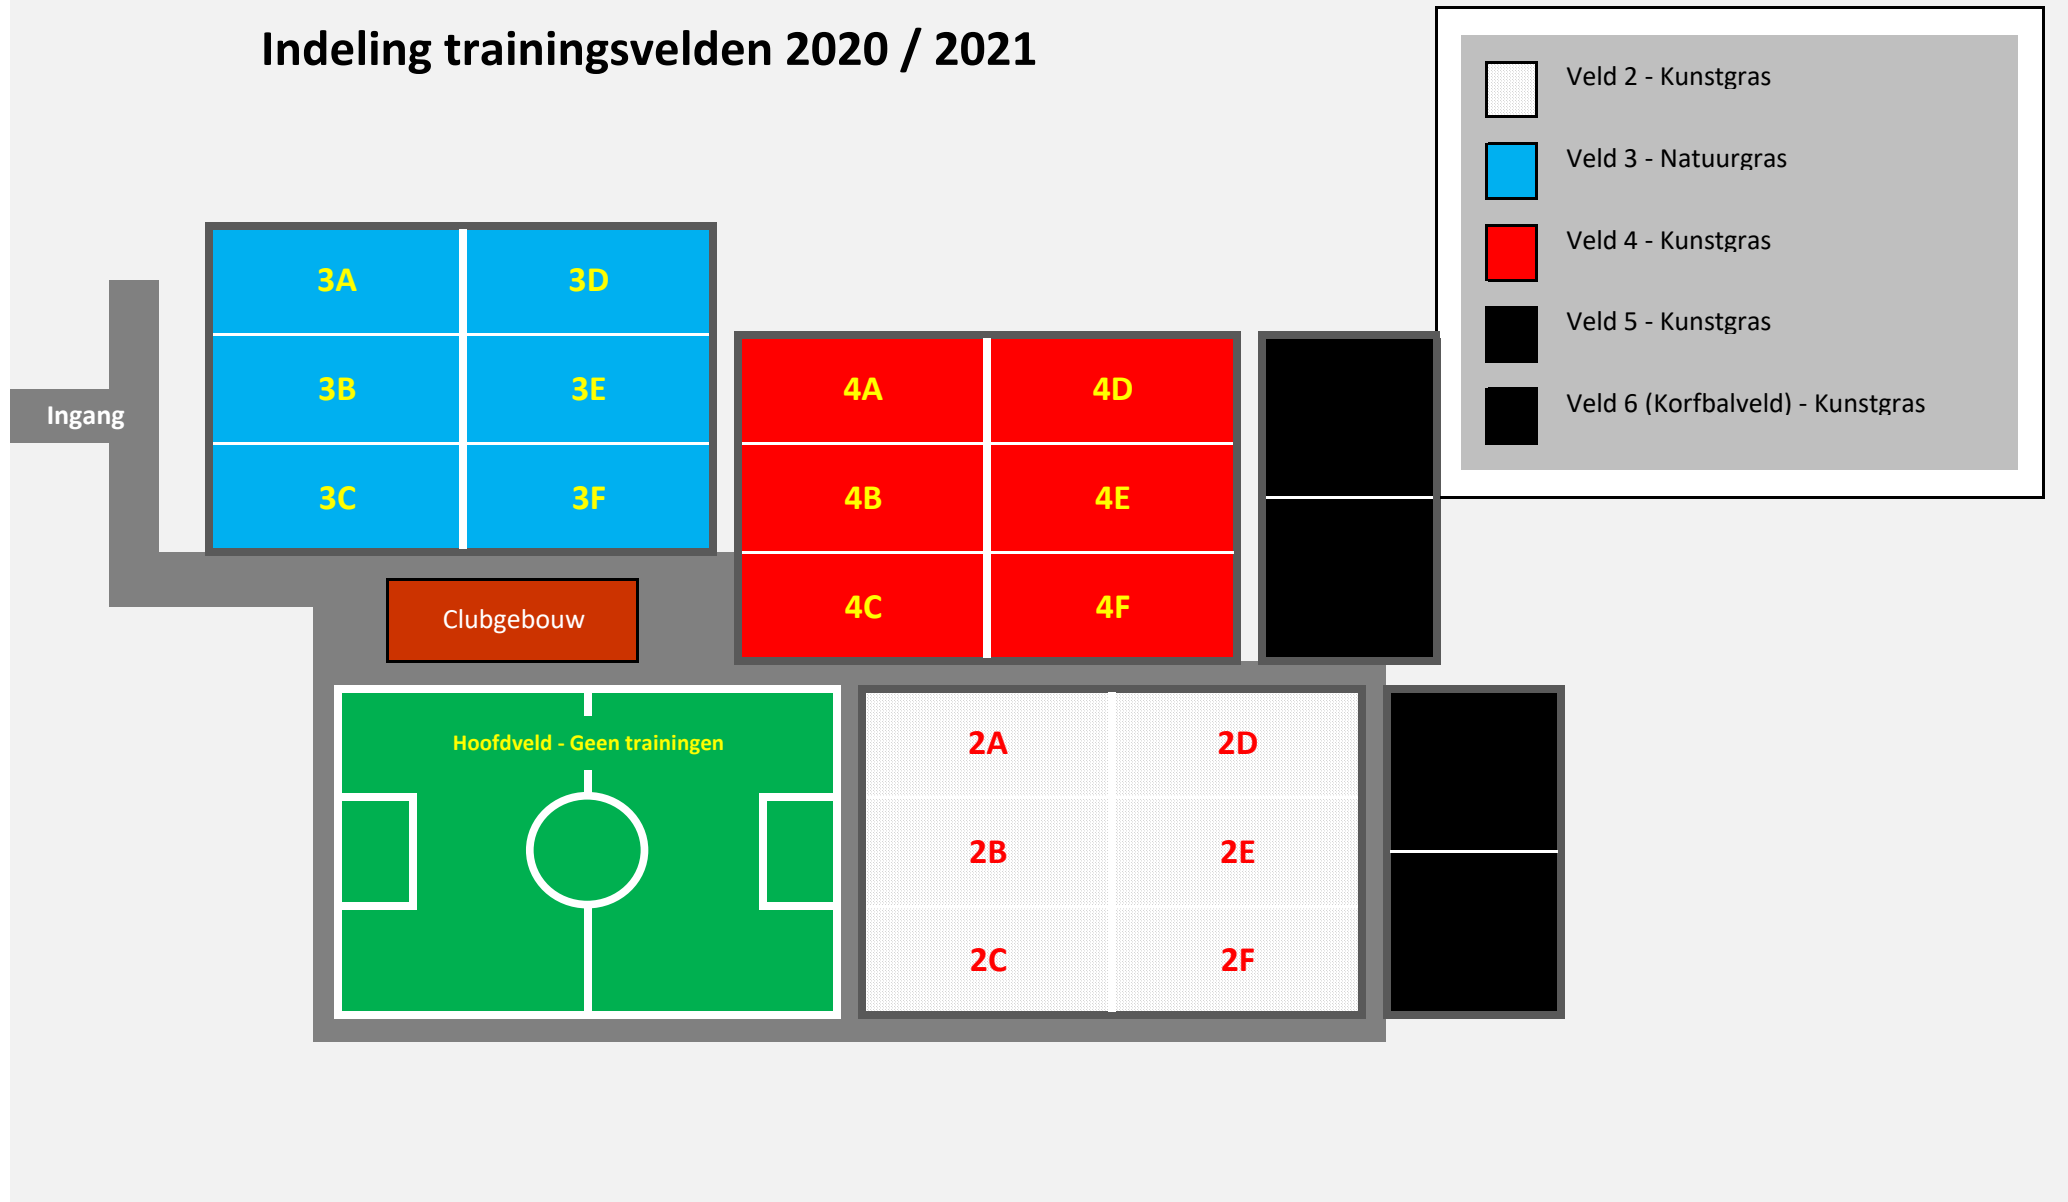 Indeling trainingsvelden 2020 / 2021
Veld 2 - Kunstgras
Veld 3 - Natuurgras
Veld 4 - Kunstgras
Veld 5 - Kunstgras
Veld 6 (Korfbalveld) - Kunstgras
3A 3D
3B 3E
3C 3F
Ingang
4A 4D
4B 4E
4C 4F
Clubgebouw
Hoofdveld - Geen trainingen
2A 2D
2B 2E
2C 2F